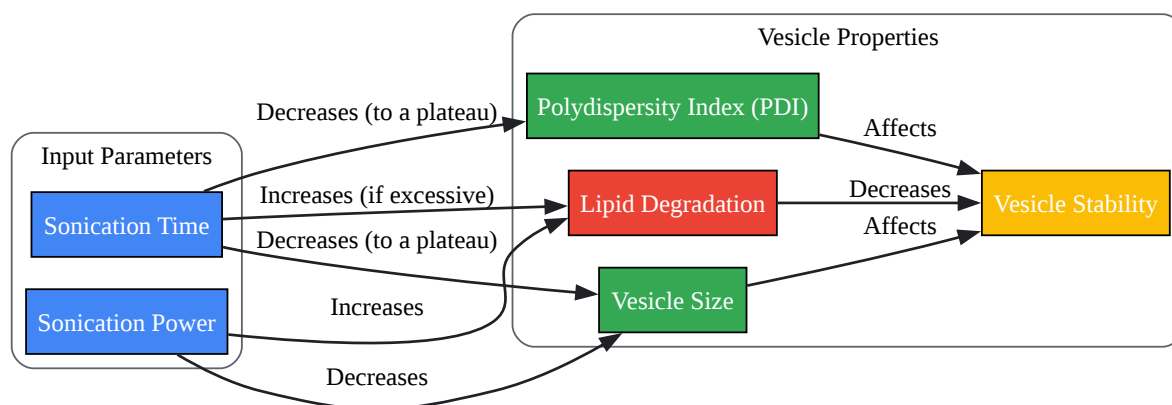 Vesicle Properties
Decreases (to a plateau)
Polydispersity Index (PDI)
Affects
Input Parameters
Sonication Time
Increases (if excessive)
Lipid Degradation
Decreases
Vesicle Stability
Decreases (to a plateau)
Affects
Sonication Power
Increases
Vesicle Size
Decreases